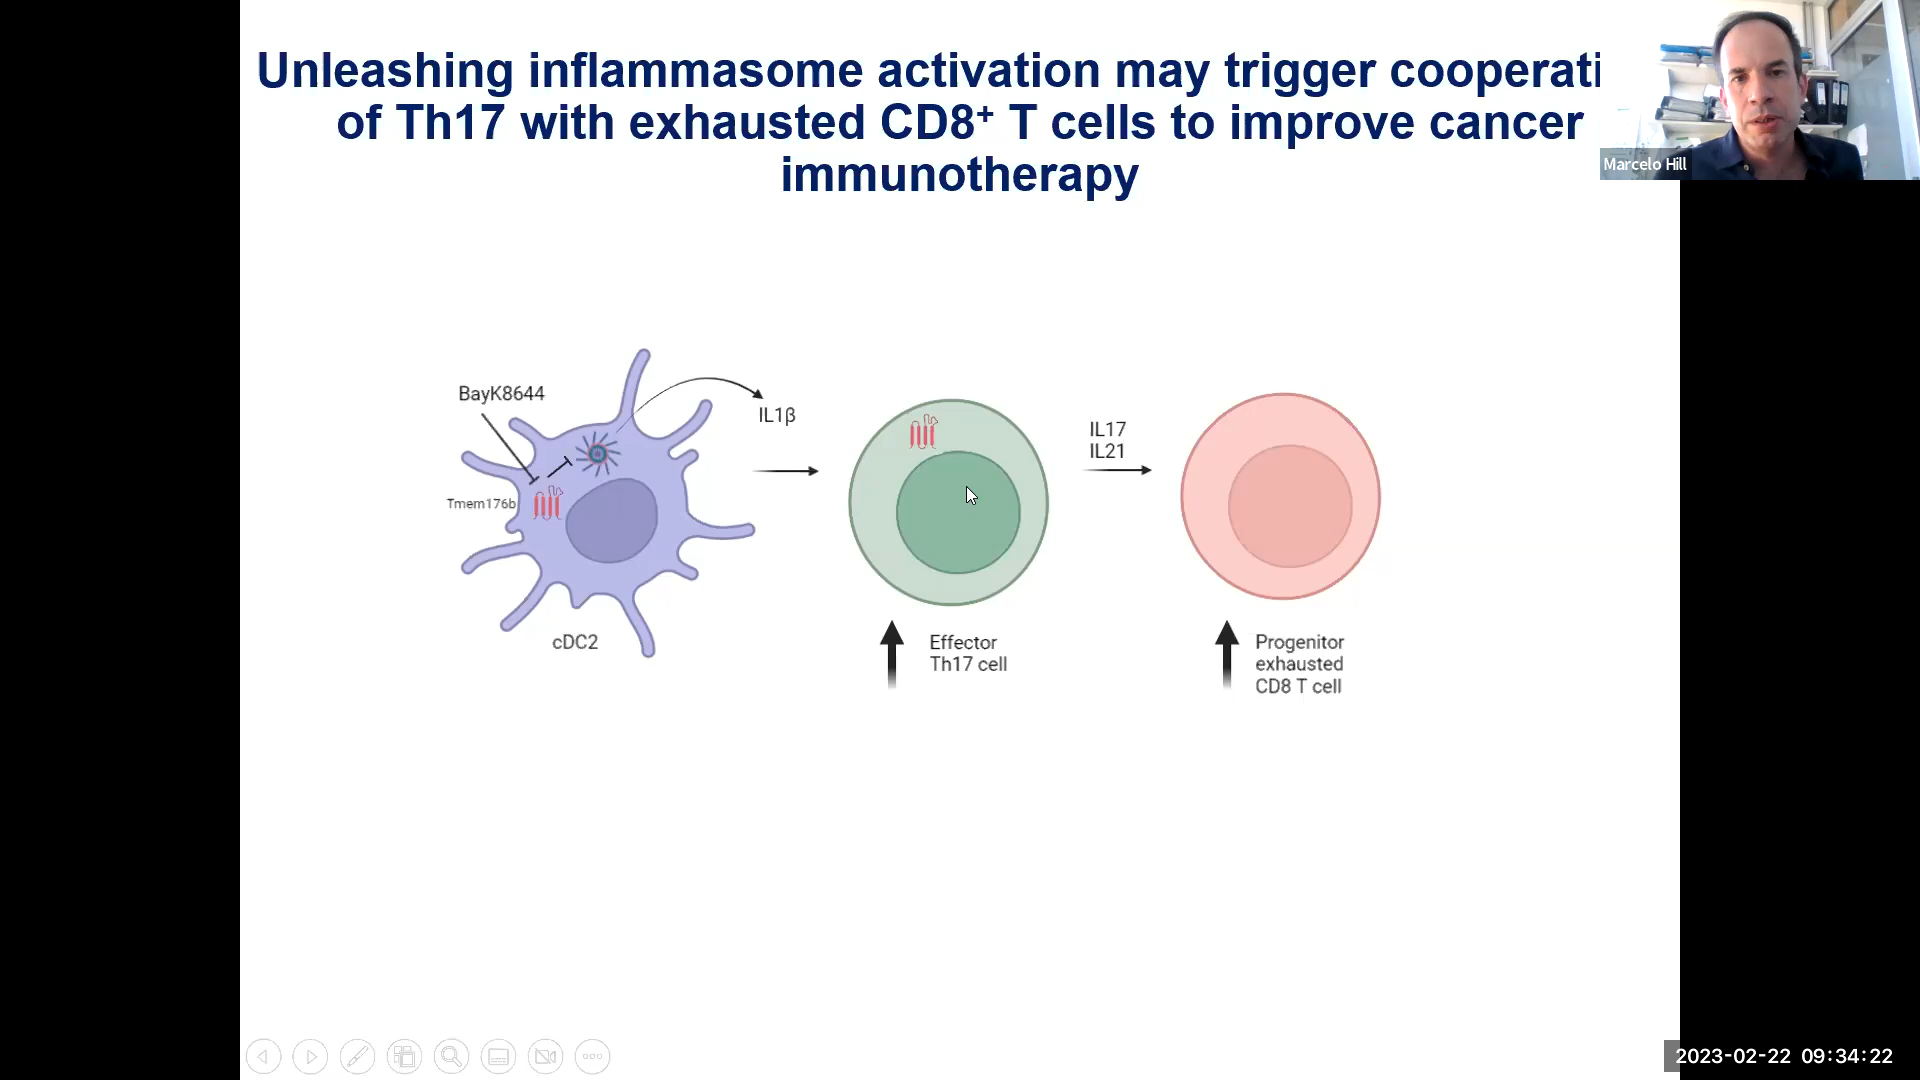 Unleashing inflammasome activation may trigger cooperati
of Th17 with exhausted CD8⁺ T cells to improve cancer
immunotherapy
Marcelo Hill
BayK8644
IL1β
Tmem176b
cDC2
IL17
IL21
Effector
Th17 cell
Progenitor
exhausted
CD8 T cell
2023-02-22 09:34:22